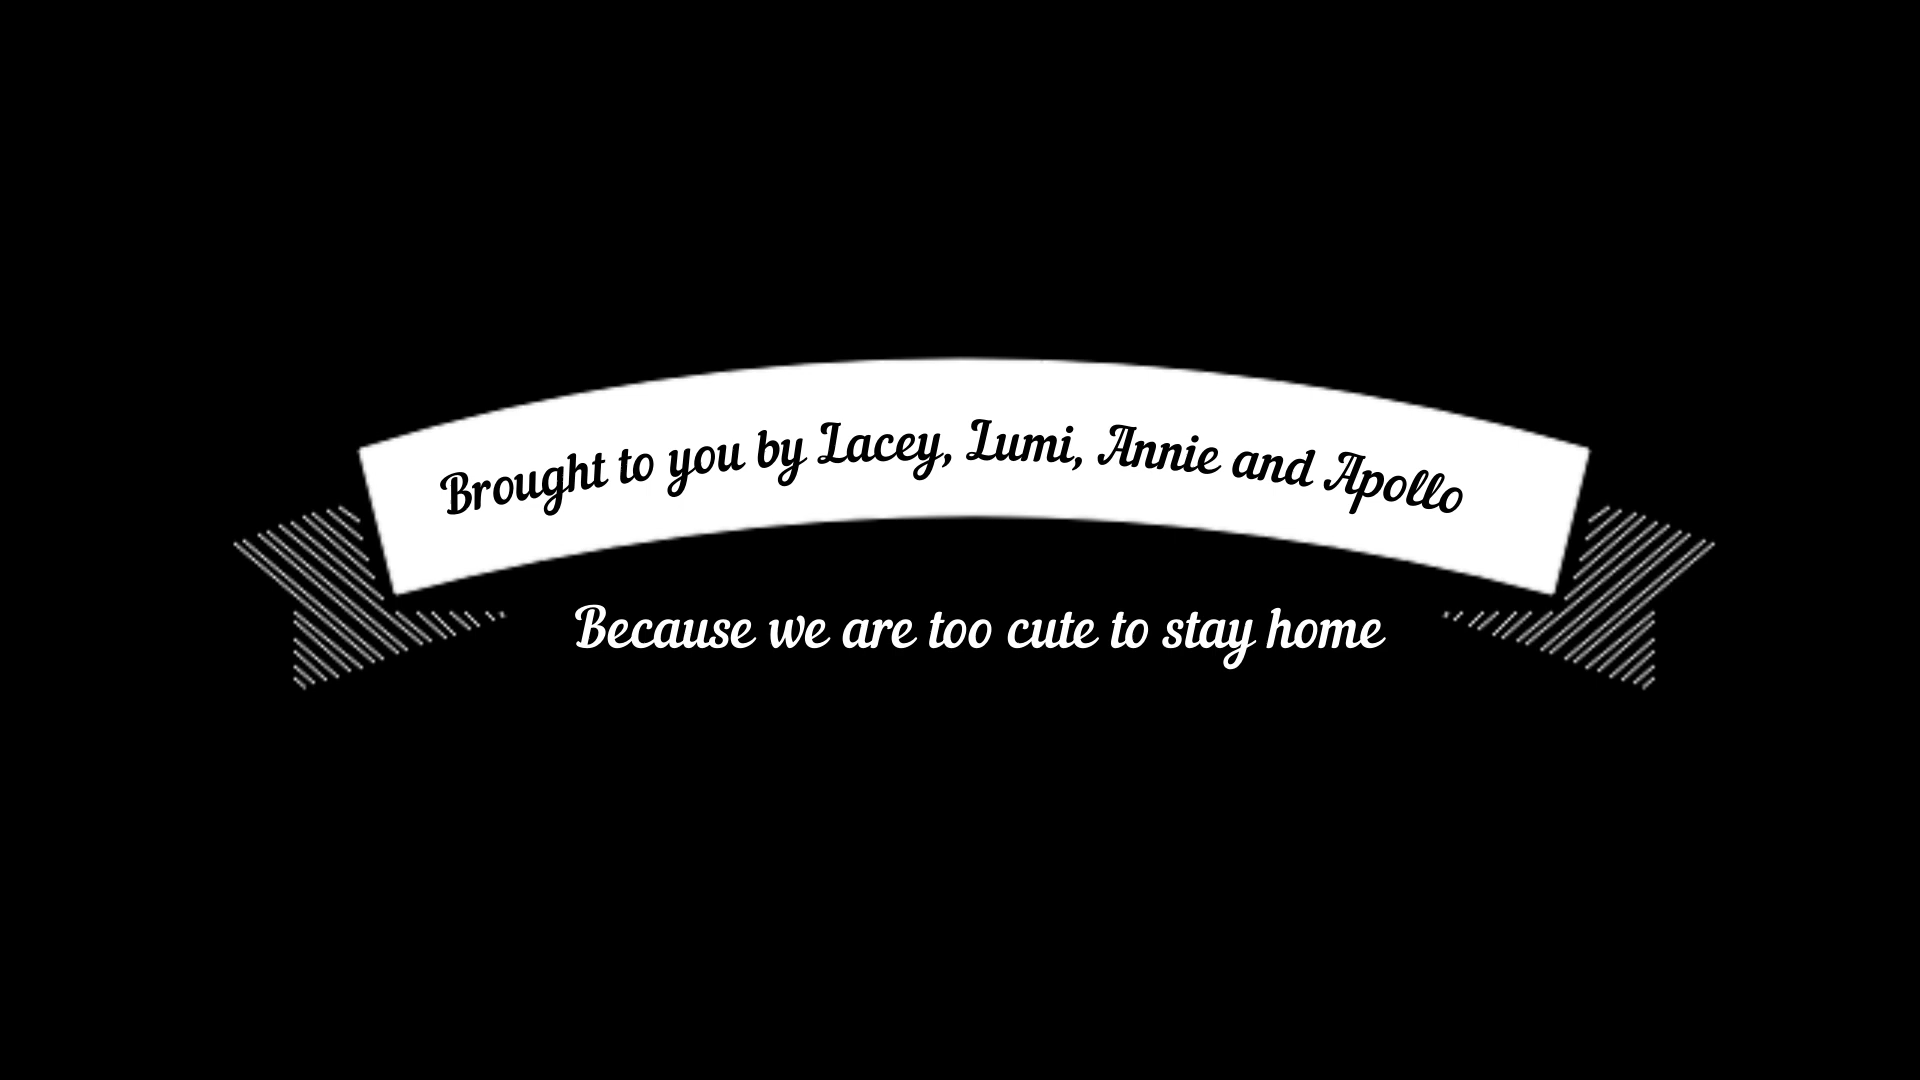 Brought to you by Lacey, Lumi, Annie and Apollo
Because we are too cute to stay home